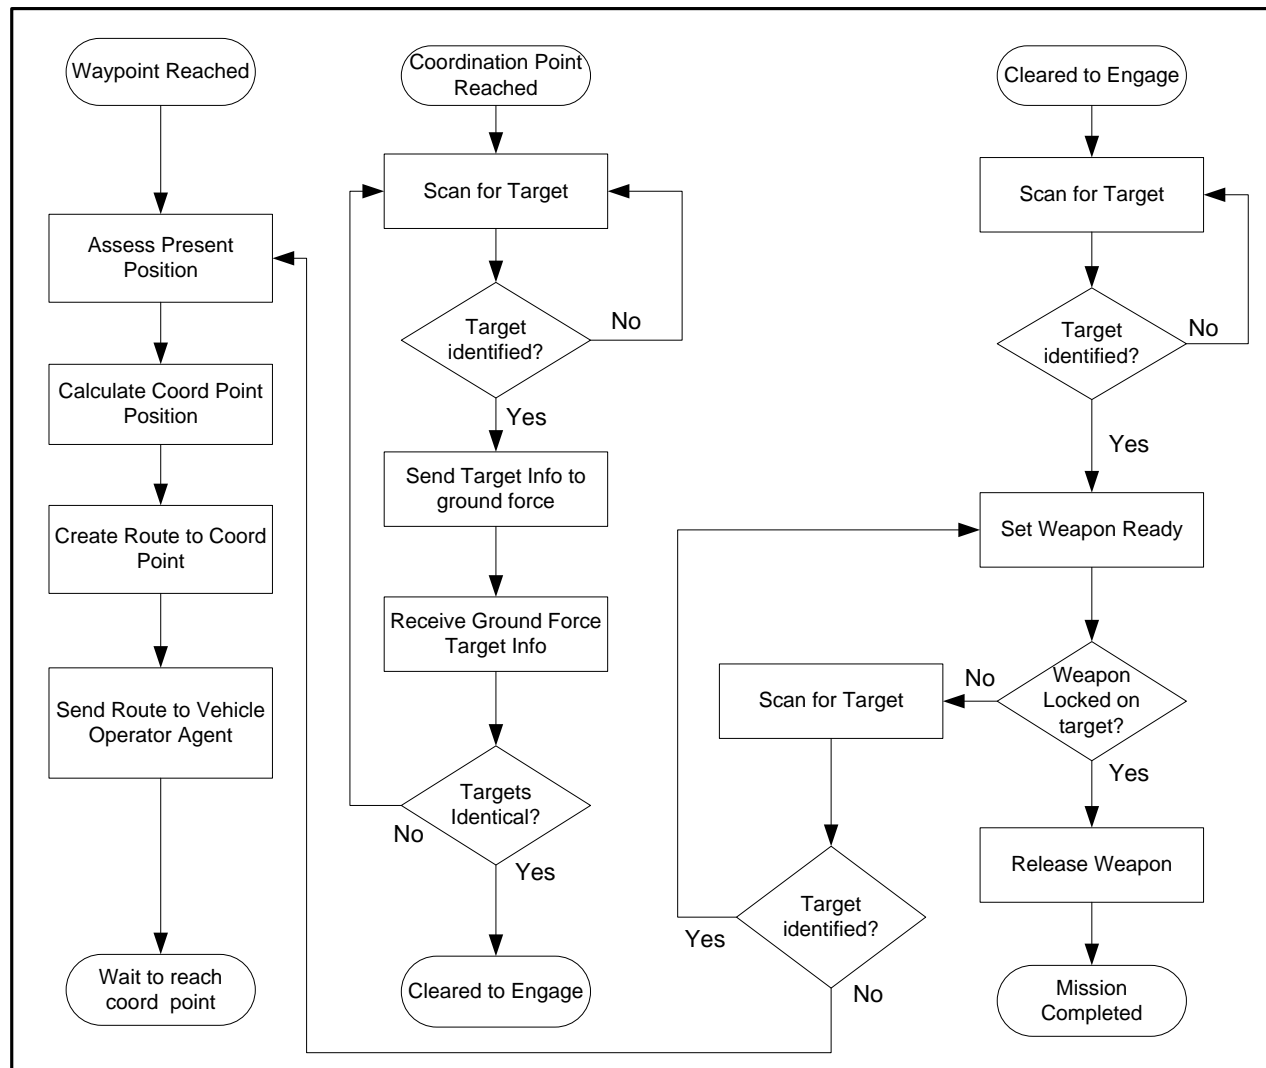 Waypoint Reached
Assess Present
Position
Calculate Coord Point
Position
Create Route to Coord
Point
Send Route to Vehicle
Operator Agent
Wait to reach
coord point
Coordination Point
Reached
Scan for Target
Target
identified?
No
Yes
Send Target Info to
ground force
Receive Ground Force
Target Info
Targets
Identical?
No
Yes
Cleared to Engage
Cleared to Engage
Scan for Target
Target
identified?
No
Yes
Set Weapon Ready
Weapon
Locked on
target?
No
Yes
Scan for Target
Target
identified?
Yes
No
Release Weapon
Mission
Completed